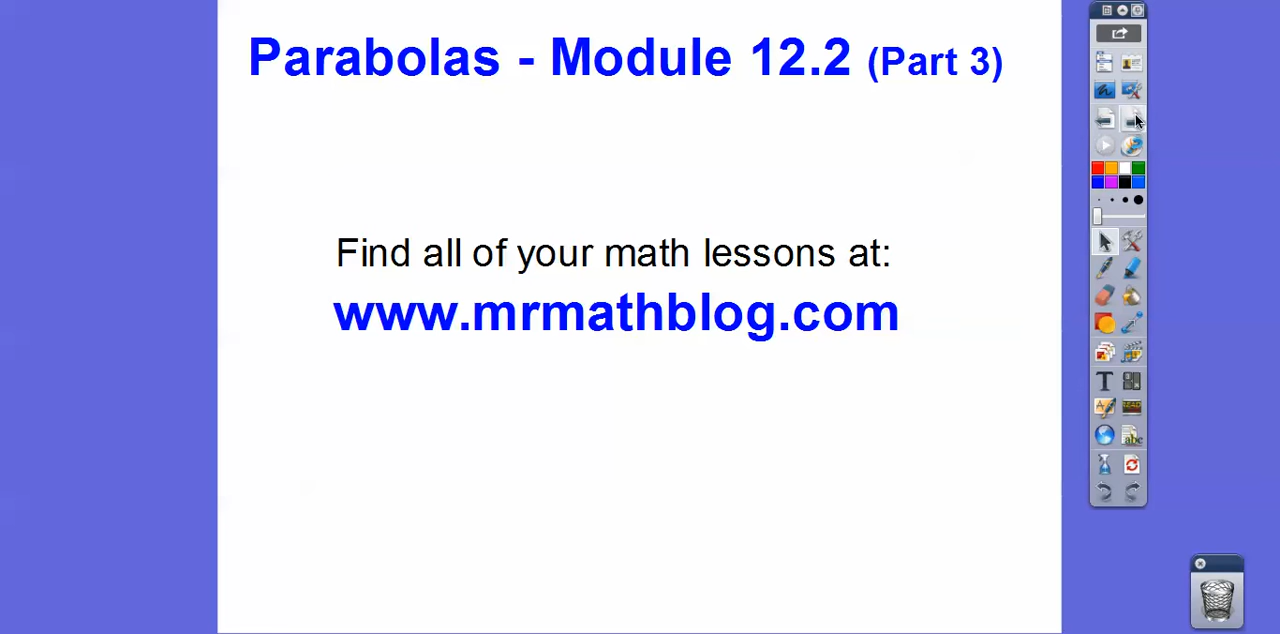 Parabolas - Module 12.2 (Part 3)
Find all of your math lessons at:
www.mrmathblog.com